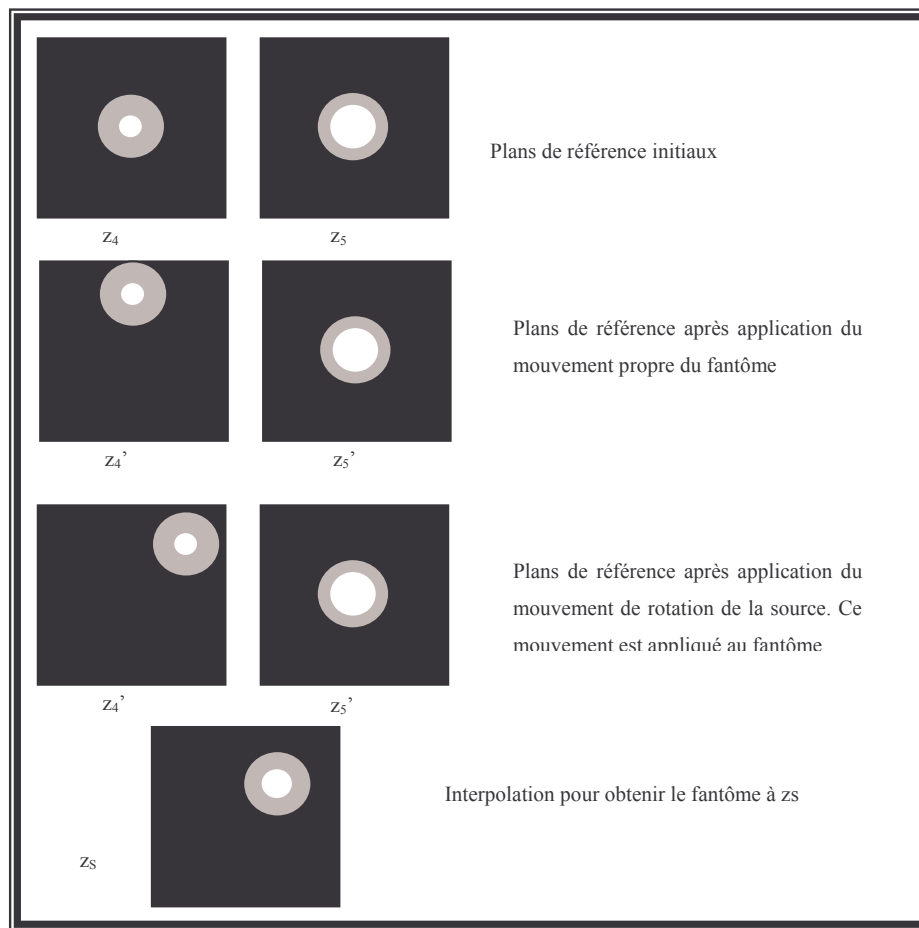 Plans de référence initiaux
z4 z5
Plans de référence après application du
mouvement propre du fantôme
z4’ z5’
Plans de référence après application du
mouvement de rotation de la source. Ce
mouvement est appliqué au fantôme
z4’ z5’
Interpolation pour obtenir le fantôme à zs
zS